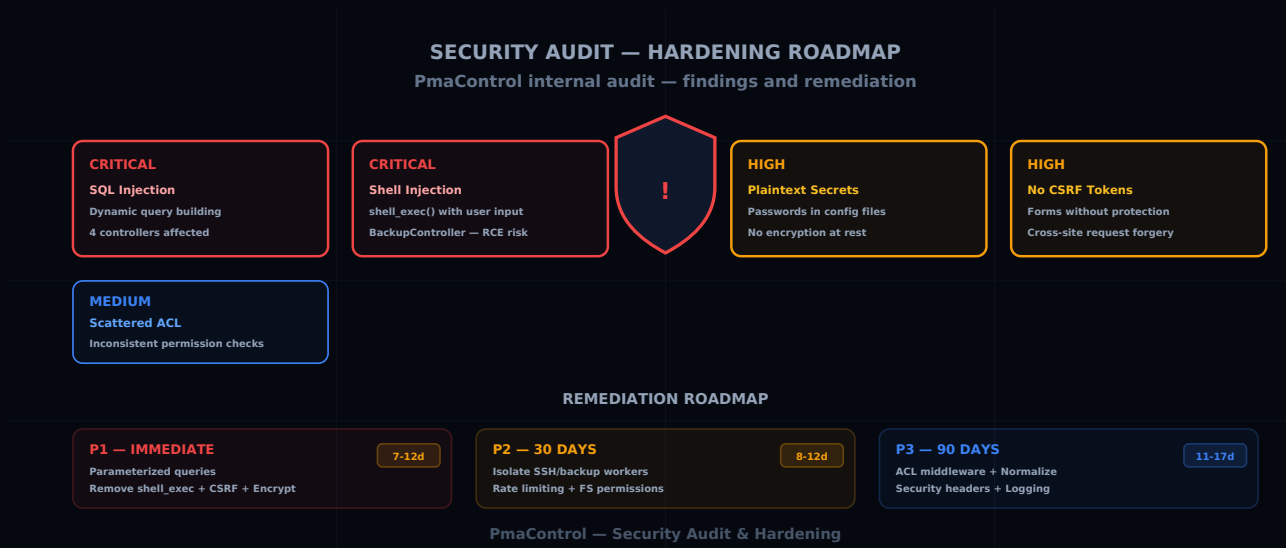 SECURITY AUDIT — HARDENING ROADMAP
PmaControl internal audit — findings and remediation
CRITICAL
SQL Injection
Dynamic query building
4 controllers affected
CRITICAL
Shell Injection
shell_exec() with user input
BackupController — RCE risk
!
HIGH
Plaintext Secrets
Passwords in config files
No encryption at rest
HIGH
No CSRF Tokens
Forms without protection
Cross-site request forgery
MEDIUM
Scattered ACL
Inconsistent permission checks
REMEDIATION ROADMAP
P1 — IMMEDIATE
7-12d
Parameterized queries
Remove shell_exec + CSRF + Encrypt
P2 — 30 DAYS
8-12d
Isolate SSH/backup workers
Rate limiting + FS permissions
P3 — 90 DAYS
11-17d
ACL middleware + Normalize
Security headers + Logging
PmaControl — Security Audit & Hardening